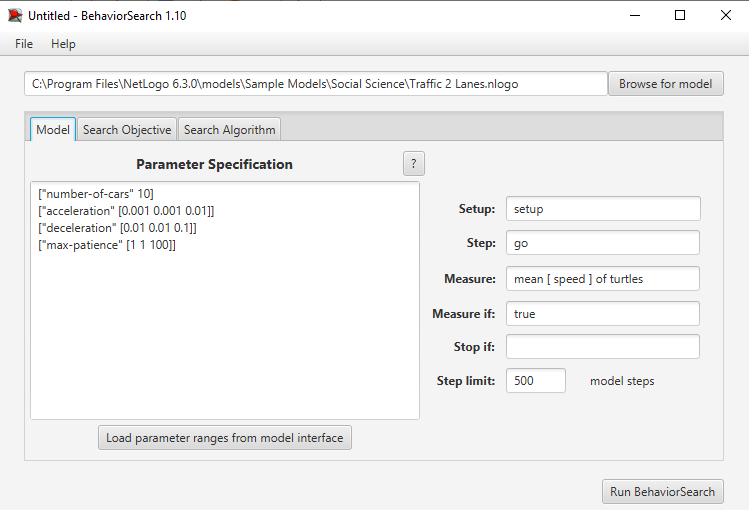 Untitled - BehaviorSearch 1.10
File Help
C:\Program Files\NetLogo 6.3.0\models\Sample Models\Social Science\Traffic 2 Lanes.nlogo
Browse for model
Model
Search Objective
Search Algorithm
Parameter Specification
?
["number-of-cars" 10]
["acceleration" [0.001 0.001 0.01]]
["deceleration" [0.01 0.01 0.1]]
["max-patience" [1 1 100]]
Load parameter ranges from model interface
Setup: setup
Step: go
Measure: mean [ speed ] of turtles
Measure if: true
Stop if:
Step limit: 500 model steps
Run BehaviorSearch